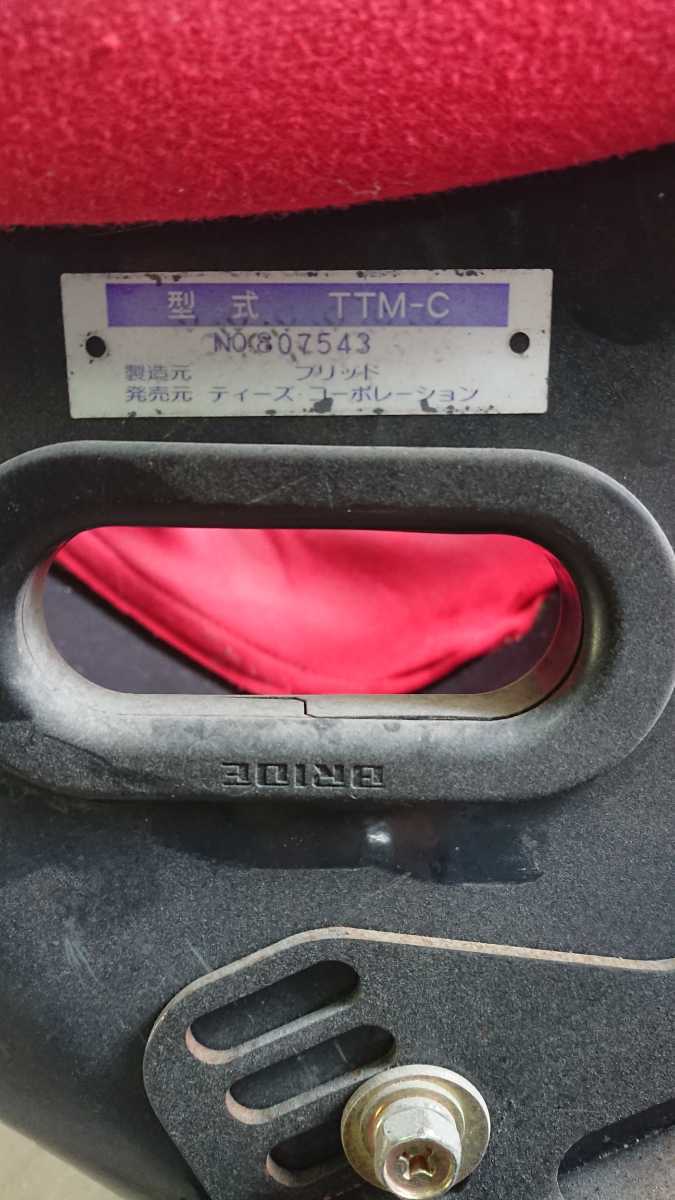 型 式 TTM-C
NO.807543
製造元 ブリッド
発売元 ティーズ・コーポレーション
BRIDE